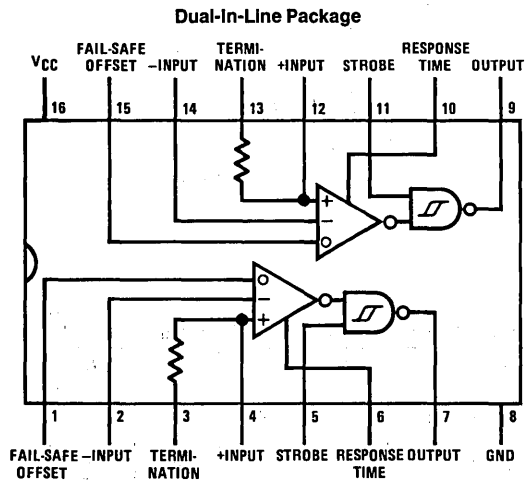 Dual-In-Line Package
VCC
FAIL-SAFE
OFFSET
–INPUT
TERMI-
NATION
+INPUT
STROBE
RESPONSE
TIME
OUTPUT
16
15
14
13
12
11
10
9
+
–
–
+
1
2
3
4
5
6
7
8
FAIL-SAFE
OFFSET
–INPUT
TERMI-
NATION
+INPUT
STROBE
RESPONSE
TIME
OUTPUT
GND